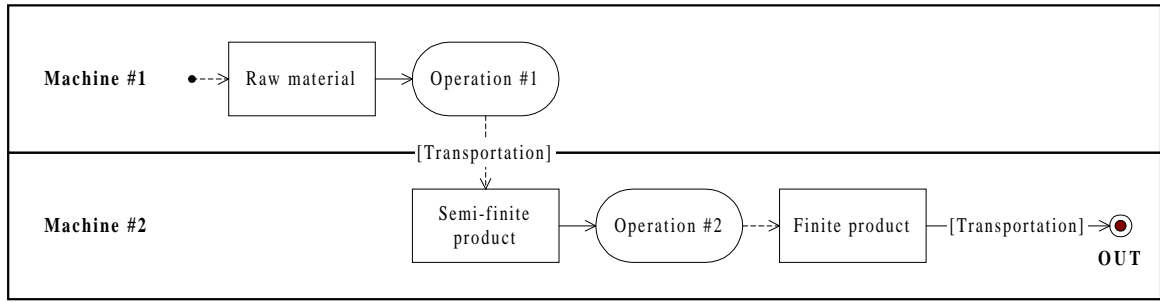 Machine #1
Raw material
Operation #1
[Transportation]
Machine #2
Semi-finite
product
Operation #2
Finite product
[Transportation]
OUT